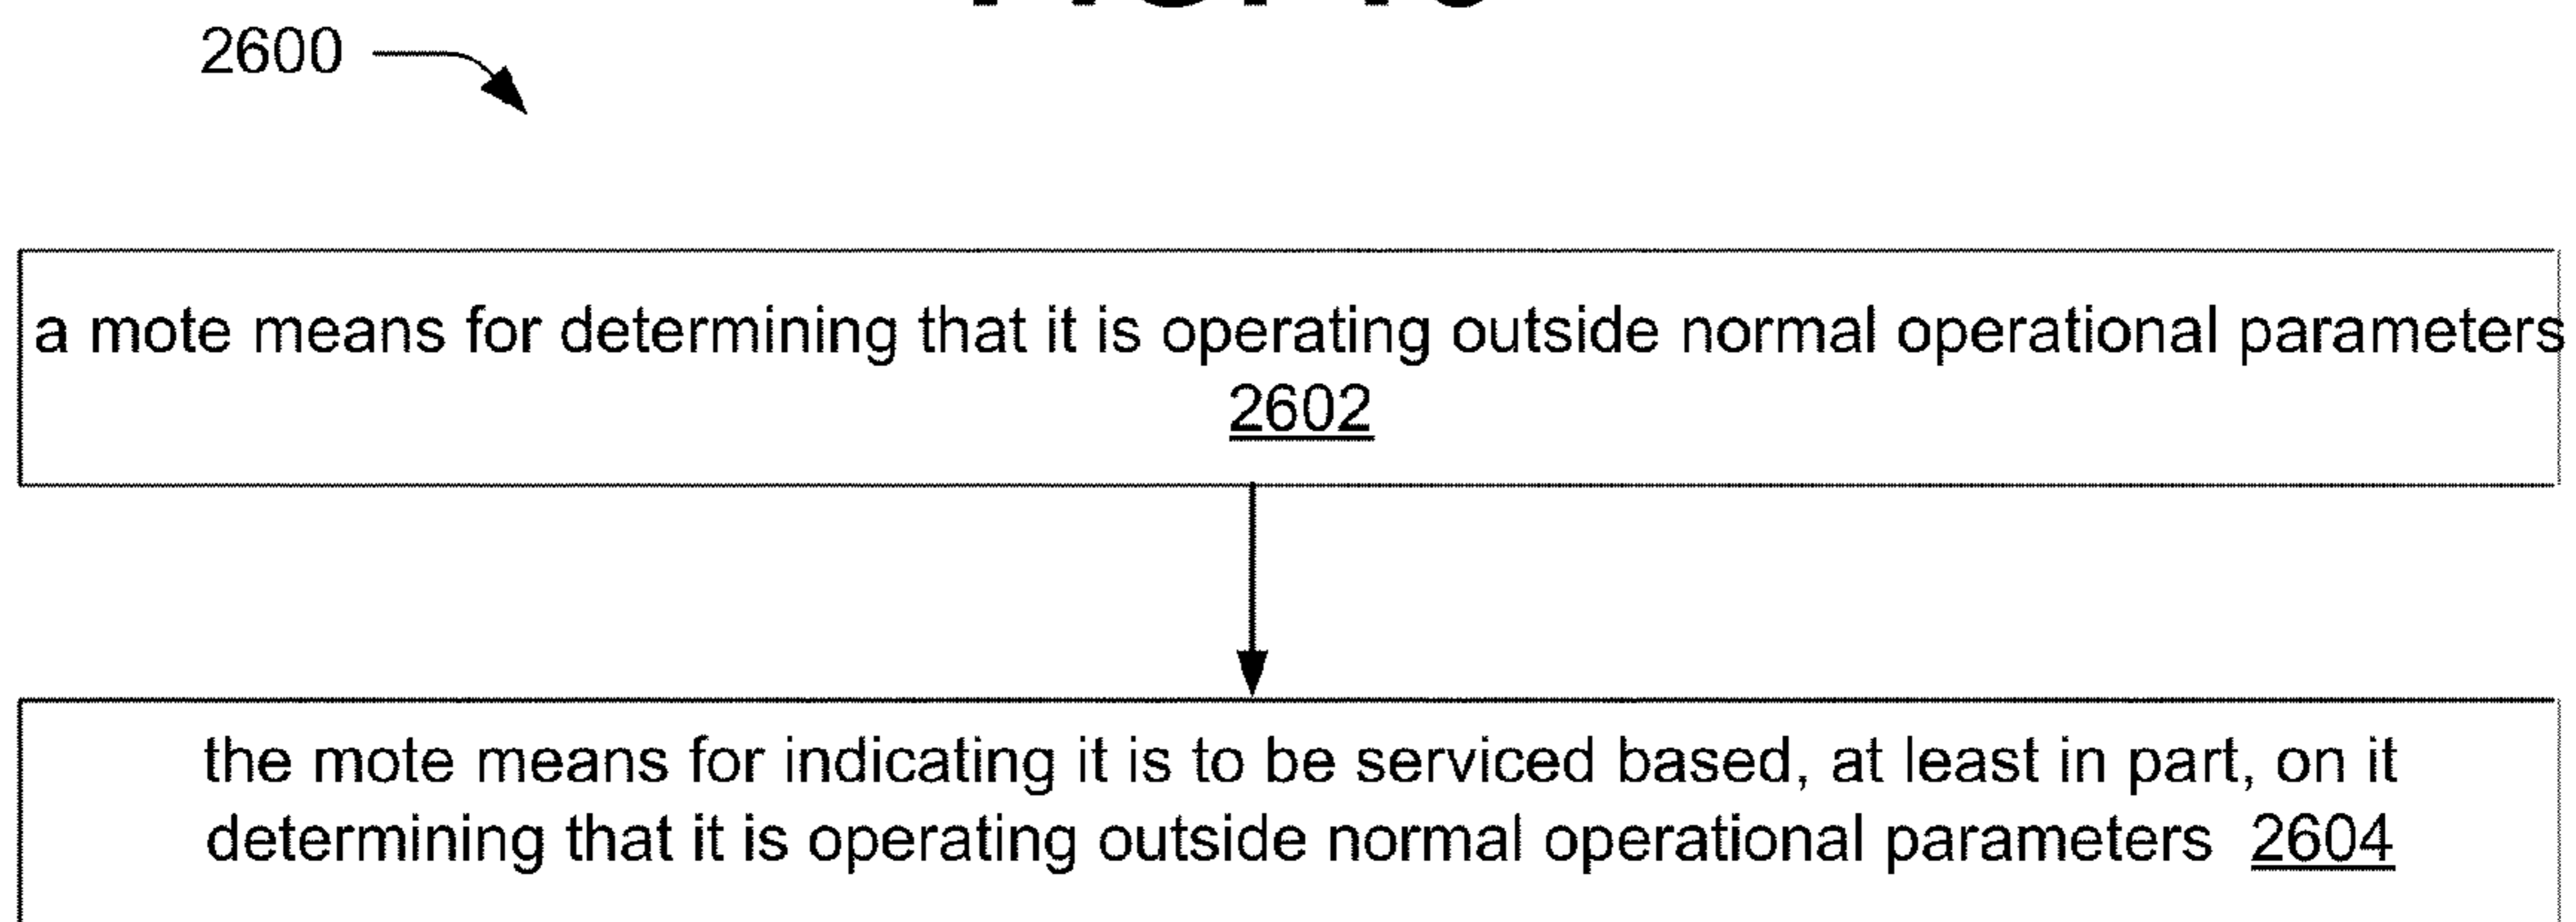 2600
a mote means for determining that it is operating outside normal operational parameters
2602
the mote means for indicating it is to be serviced based, at least in part, on it
determining that it is operating outside normal operational parameters 2604